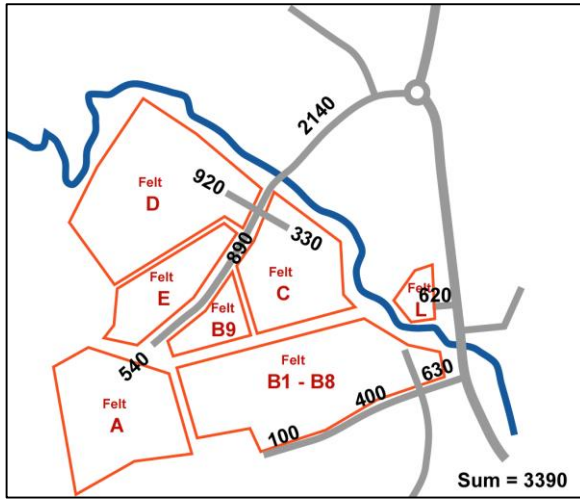 2140
920
Felt
D
330
890
Felt
E
Felt
C
Felt
B9
Felt
L
620
540
Felt
A
Felt
B1 - B8
630
400
100
Sum = 3390